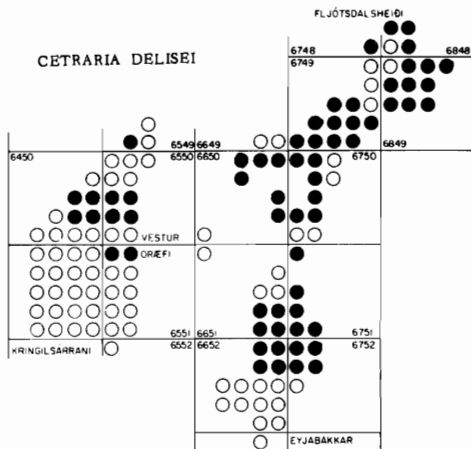 FLJÓTSDALSHEIÐI
CETRARIA DELISEI
6748 6848
6749
6549 6649
6450 6550 6650 6750 6849
VESTUR
ÖRÆFI
6551 6651 6751
KRINGILSÁRRANI 6552 6652 6752
EYJABAKKAR